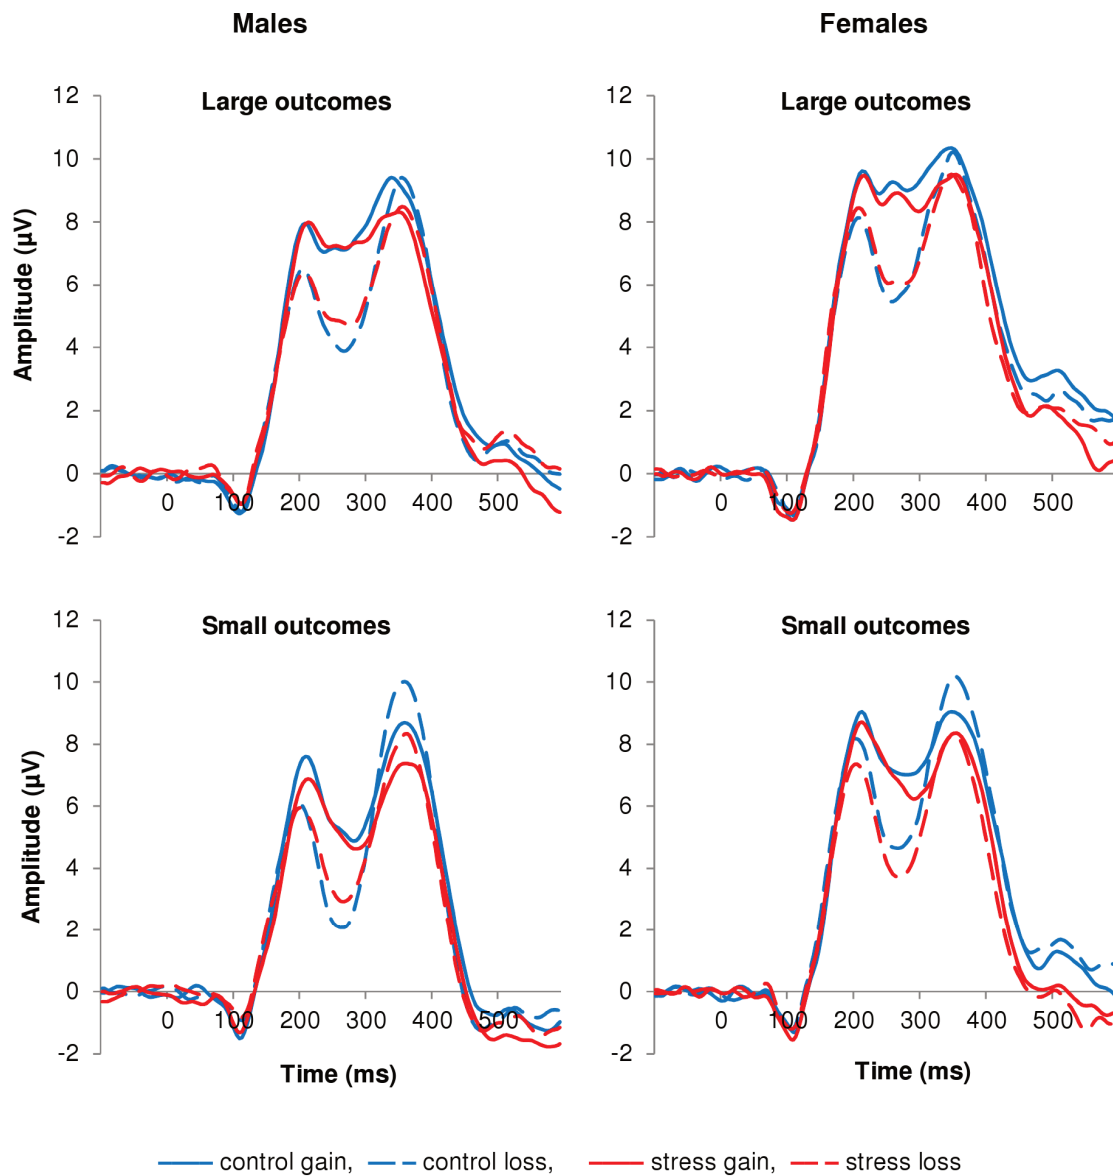 Males Females
Large outcomes Large outcomes
12 12
10 10
8 8
6 6
4 4
2 2
0 0
-2 -2
0 100 200 300 400 500 0 100 200 300 400 500
Amplitude (µV)
Small outcomes Small outcomes
12 12
10 10
8 8
6 6
4 4
2 2
0 0
-2 -2
0 100 200 300 400 500 0 100 200 300 400 500
Amplitude (µV)
Time (ms) Time (ms)
control gain, control loss, stress gain, stress loss